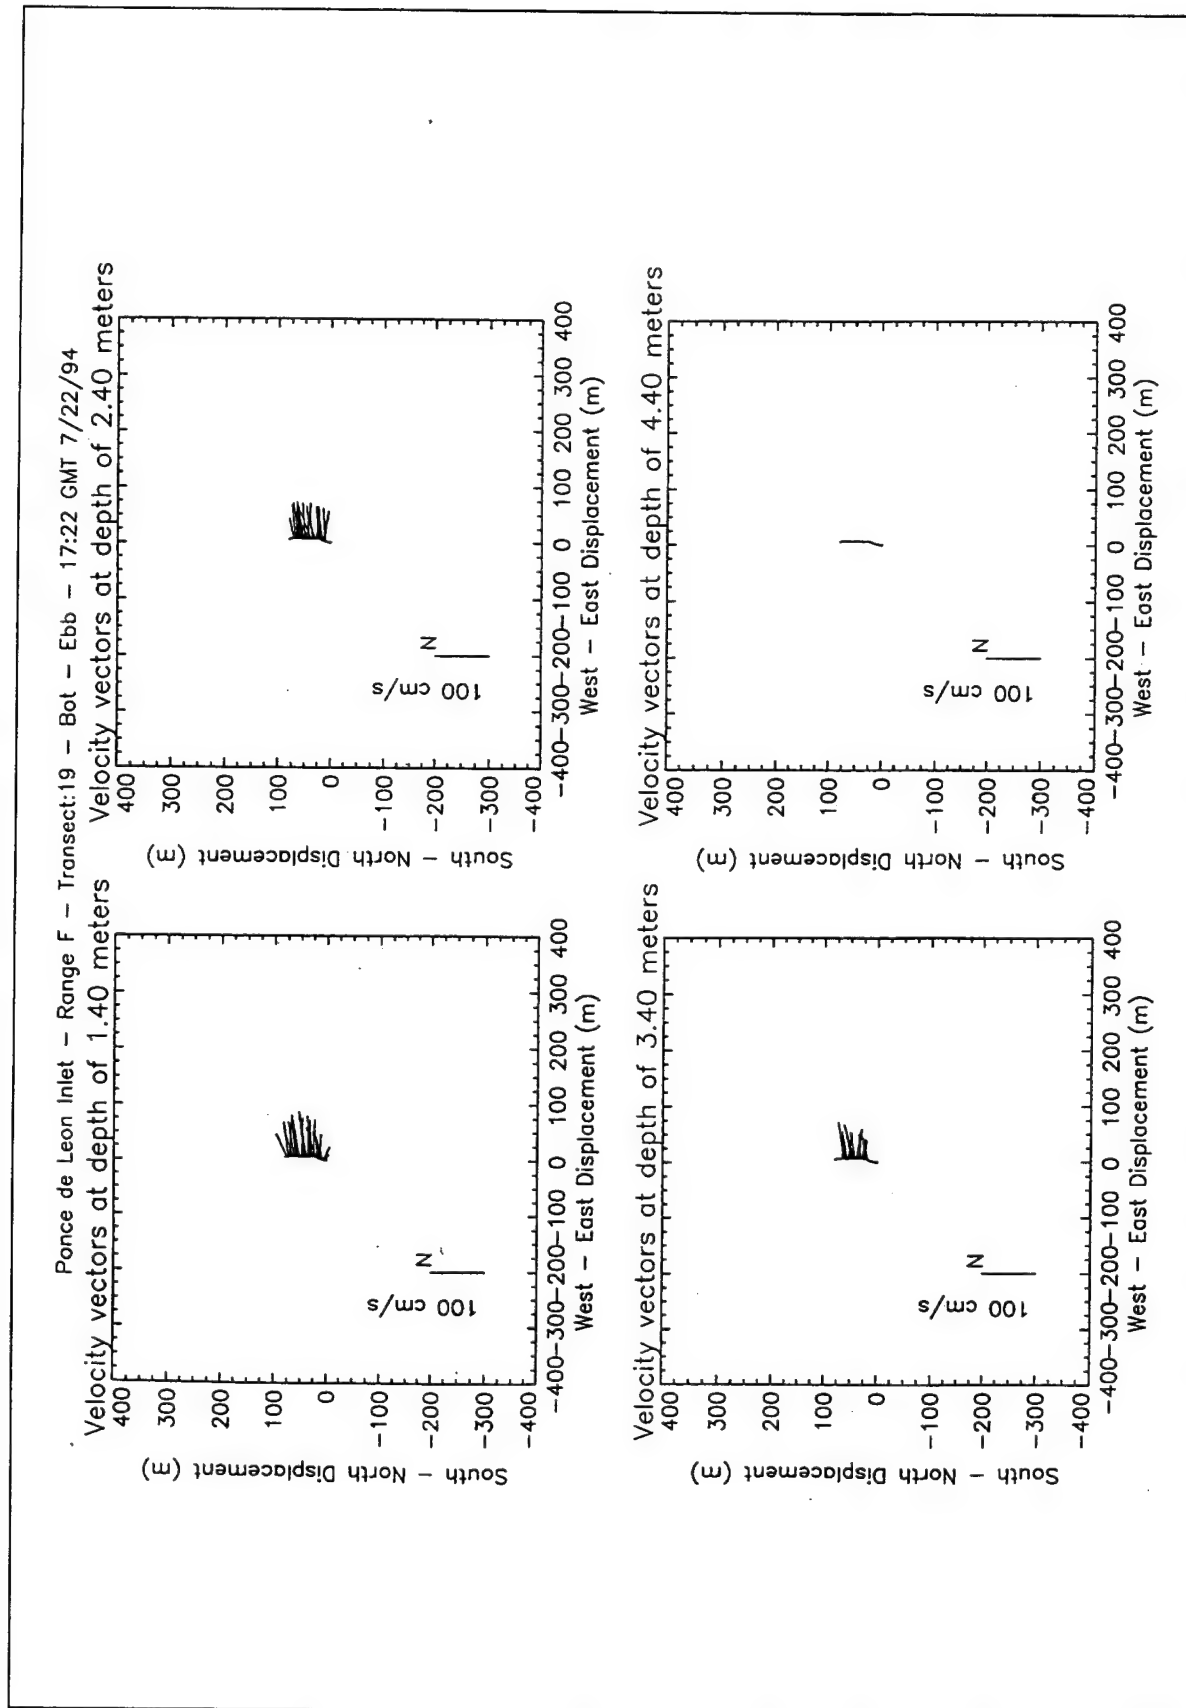 Ponce de Leon Inlet – Range F – Transect:19 – Bot – Ebb – 17:22 GMT 7/22/94
Velocity vectors at depth of 1.40 meters
400
300
200
100
0
-100
-200
-300
-400
South – North Displacement (m)
100 cm/s
N
-400-300-200-100 0 100 200 300 400
West – East Displacement (m)
Velocity vectors at depth of 2.40 meters
400
300
200
100
0
-100
-200
-300
-400
South – North Displacement (m)
100 cm/s
N
-400-300-200-100 0 100 200 300 400
West – East Displacement (m)
Velocity vectors at depth of 3.40 meters
400
300
200
100
0
-100
-200
-300
-400
South – North Displacement (m)
100 cm/s
N
-400-300-200-100 0 100 200 300 400
West – East Displacement (m)
Velocity vectors at depth of 4.40 meters
400
300
200
100
0
-100
-200
-300
-400
South – North Displacement (m)
100 cm/s
N
-400-300-200-100 0 100 200 300 400
West – East Displacement (m)